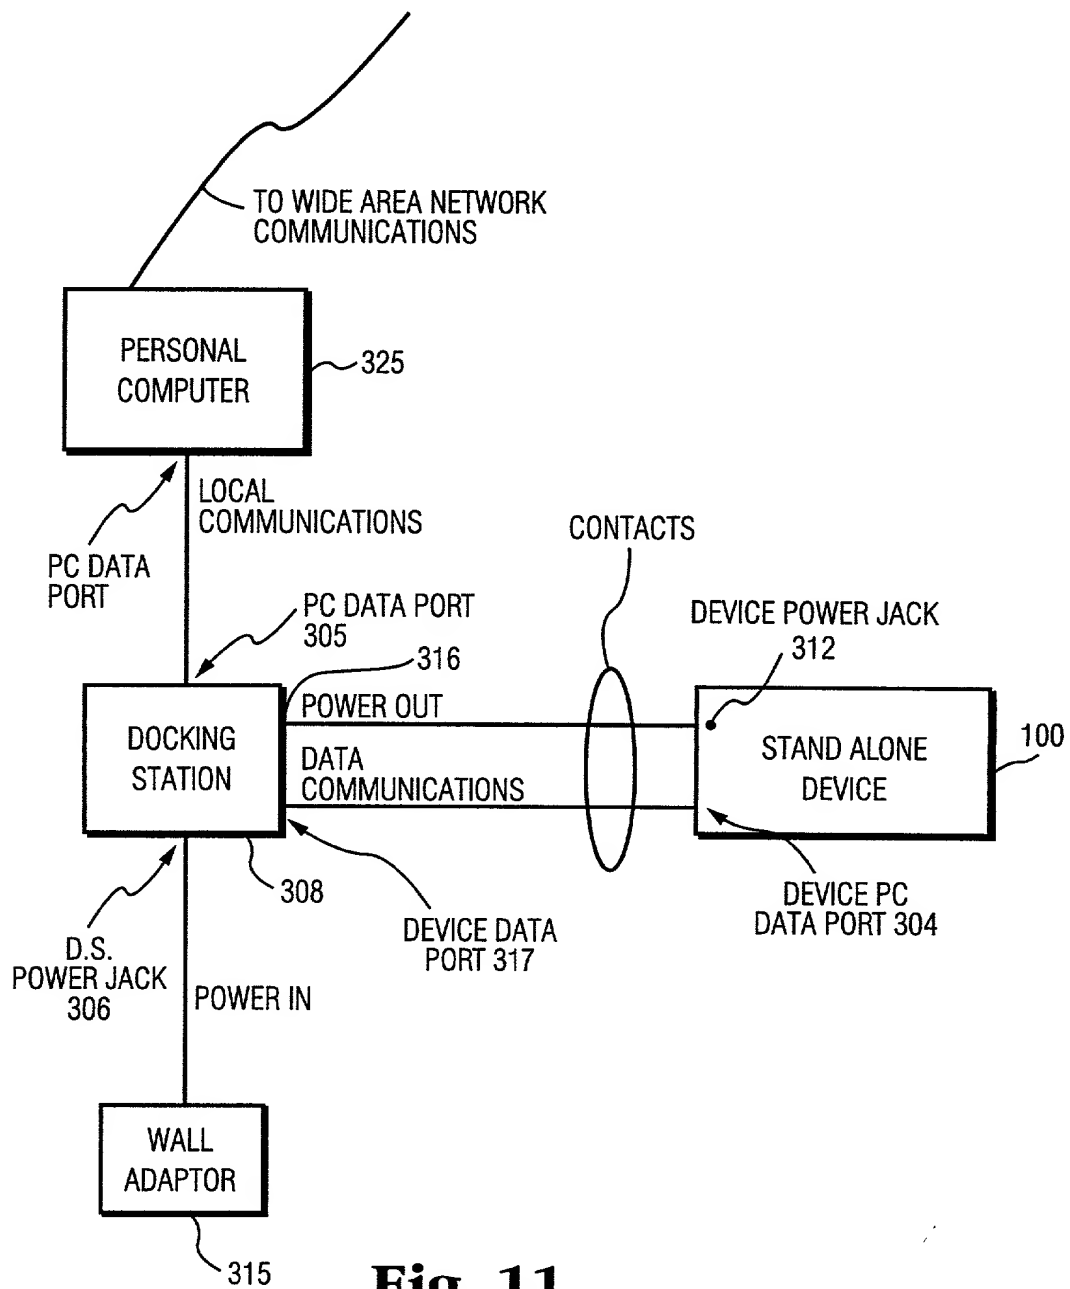 TO WIDE AREA NETWORK
COMMUNICATIONS
PERSONAL
COMPUTER
325
LOCAL
COMMUNICATIONS
PC DATA
PORT
CONTACTS
PC DATA PORT
305
316
DEVICE POWER JACK
312
POWER OUT
DOCKING
STATION
DATA
COMMUNICATIONS
STAND ALONE
DEVICE
100
308
DEVICE DATA
PORT 317
DEVICE PC
DATA PORT 304
D.S.
POWER JACK
306
POWER IN
WALL
ADAPTOR
315
Fig. 11